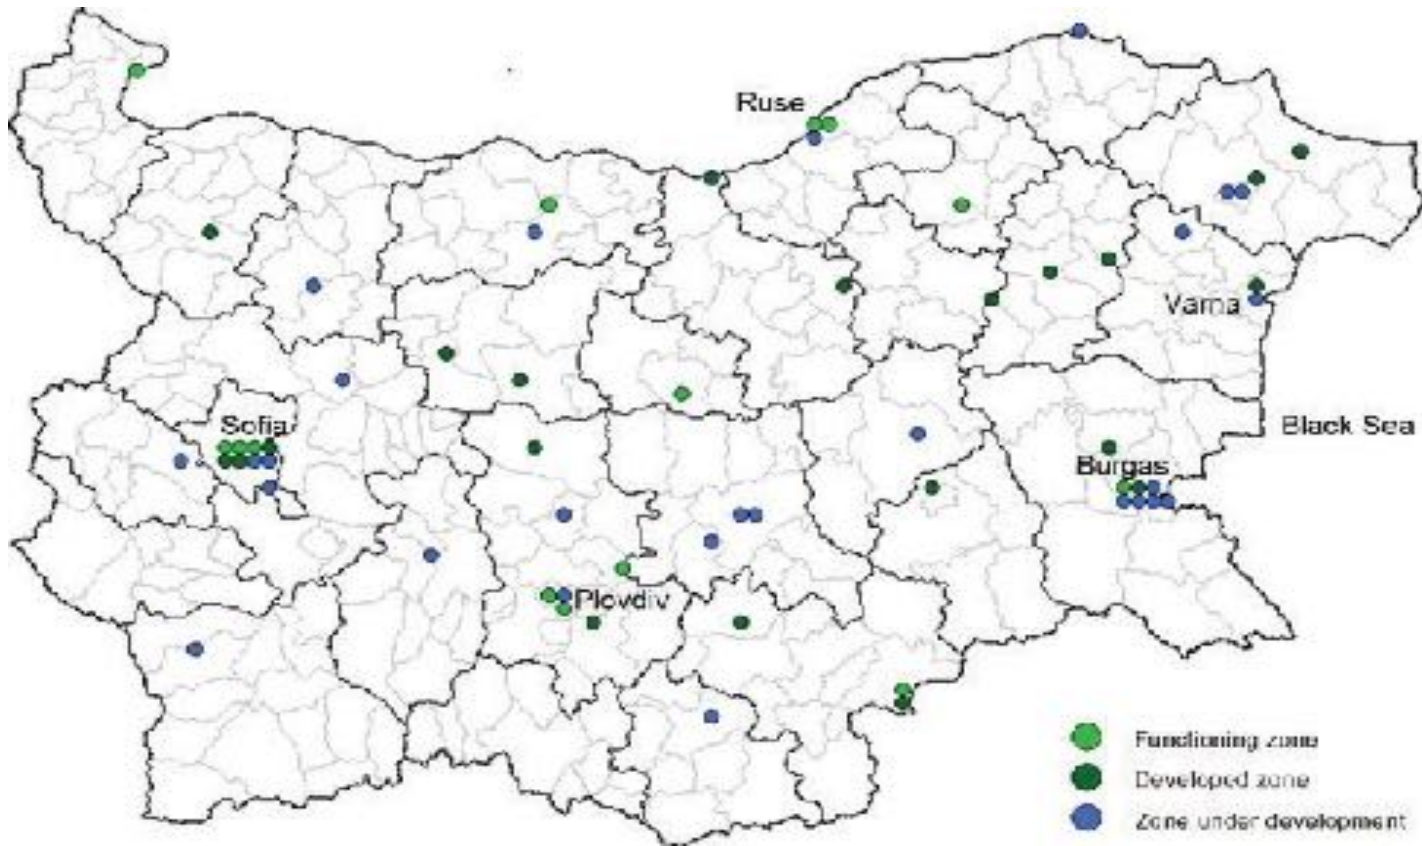 Ruse
Varna
Sofia
Black Sea
Burgas
Plovdiv
Functioning zone
Developed zone
Zone under development